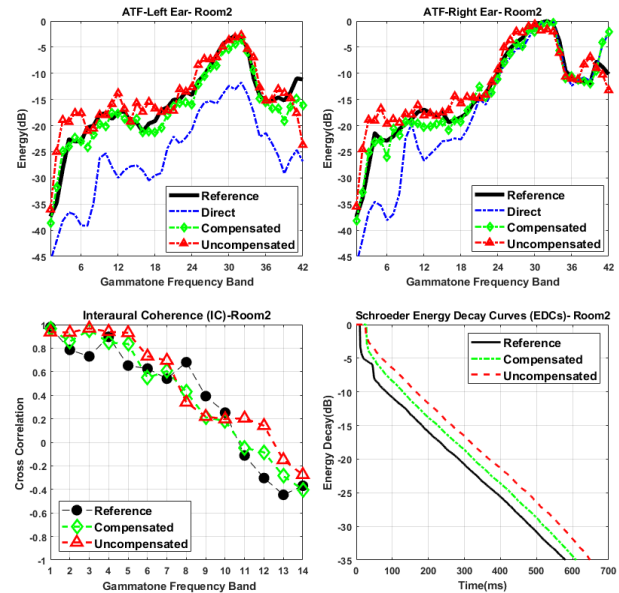 ATF-Left Ear- Room2
Energy(dB)
0
-5
-10
-15
-20
-25
-30
-35
-40
-45
6
12
18
24
30
36
42
Gammatone Frequency Band
Reference
Direct
Compensated
Uncompensated
ATF-Right Ear-Room2
Energy(dB)
0
-5
-10
-15
-20
-25
-30
-35
-40
-45
6
12
18
24
30
36
42
Gammatone Frequency Band
Reference
Direct
Compensated
Uncompensated
Interaural Coherence (IC)-Room2
Cross Correlation
1
0.8
0.6
0.4
0.2
0
-0.2
-0.4
-0.6
-0.8
-1
1 2 3 4 5 6 7 8 9 10 11 12 13 14
Gammatone Frequency Band
Reference
Compensated
Uncompensated
Schroeder Energy Decay Curves (EDCs)- Room2
Energy Decay(dB)
0
-5
-10
-15
-20
-25
-30
-35
0 100 200 300 400 500 600 700
Time(ms)
Reference
Compensated
Uncompensated